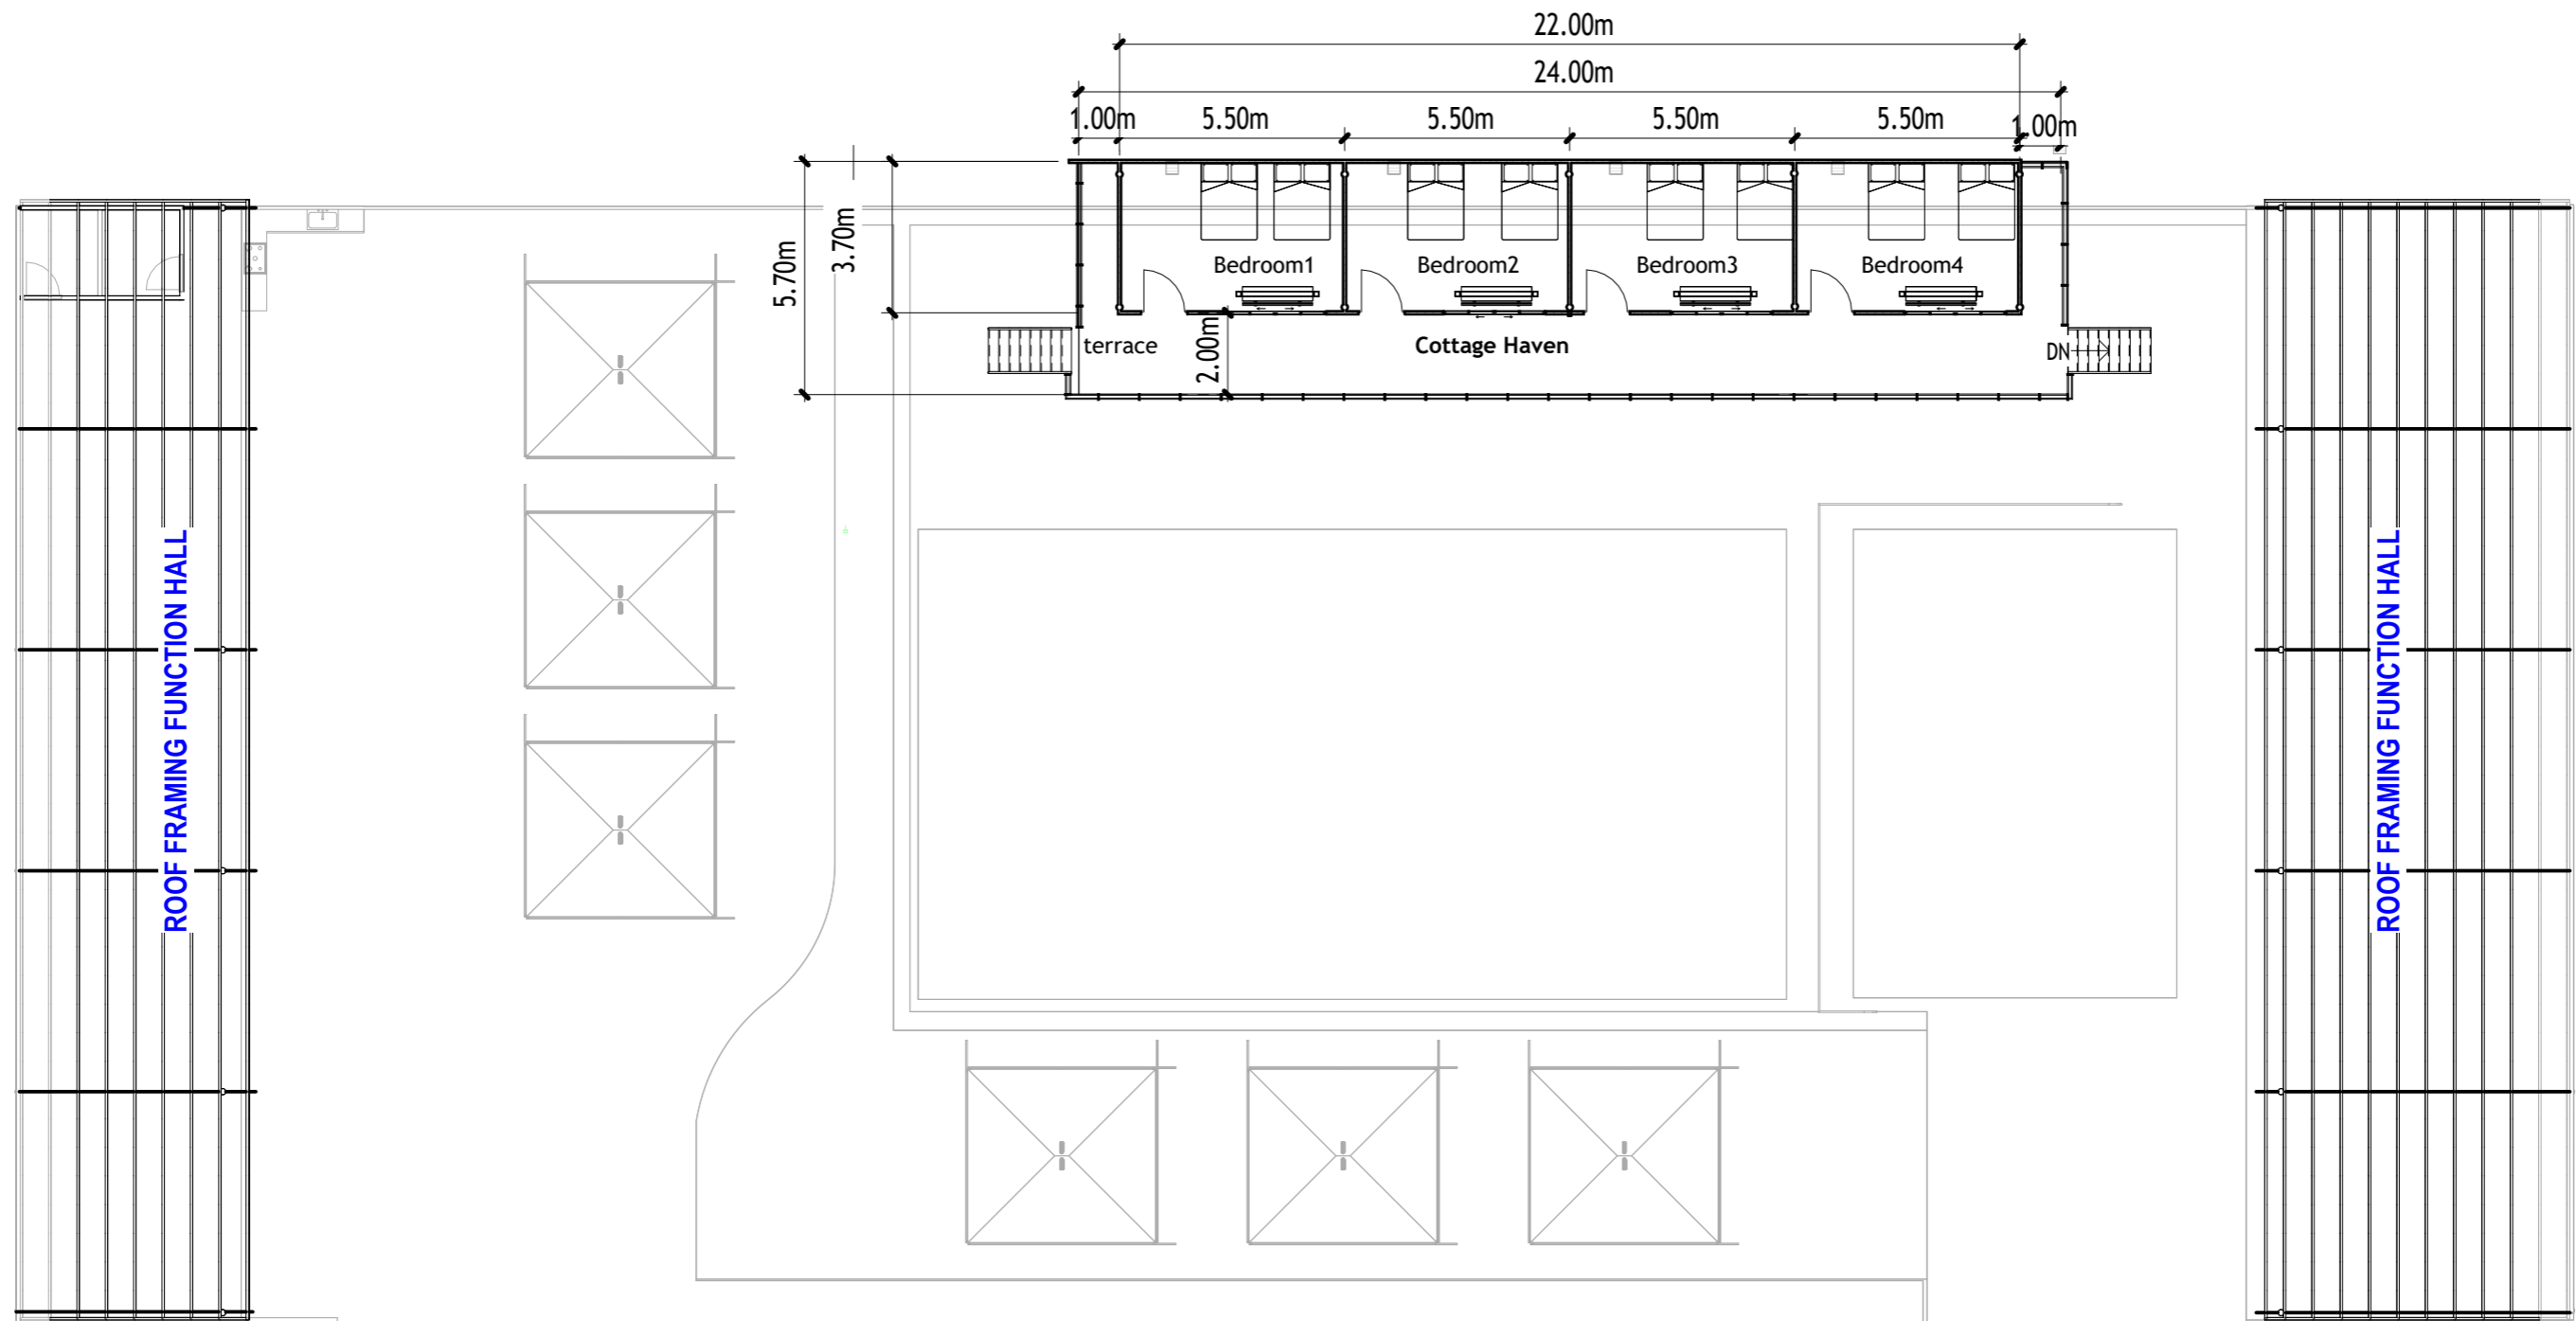 22.00m
24.00m
1.00m
5.50m
5.50m
5.50m
5.50m
1.00m
5.70m
3.70m
Bedroom1
Bedroom2
Bedroom3
Bedroom4
terrace
2.00m
Cottage Haven
DN
ROOF FRAMING FUNCTION HALL
ROOF FRAMING FUNCTION HALL